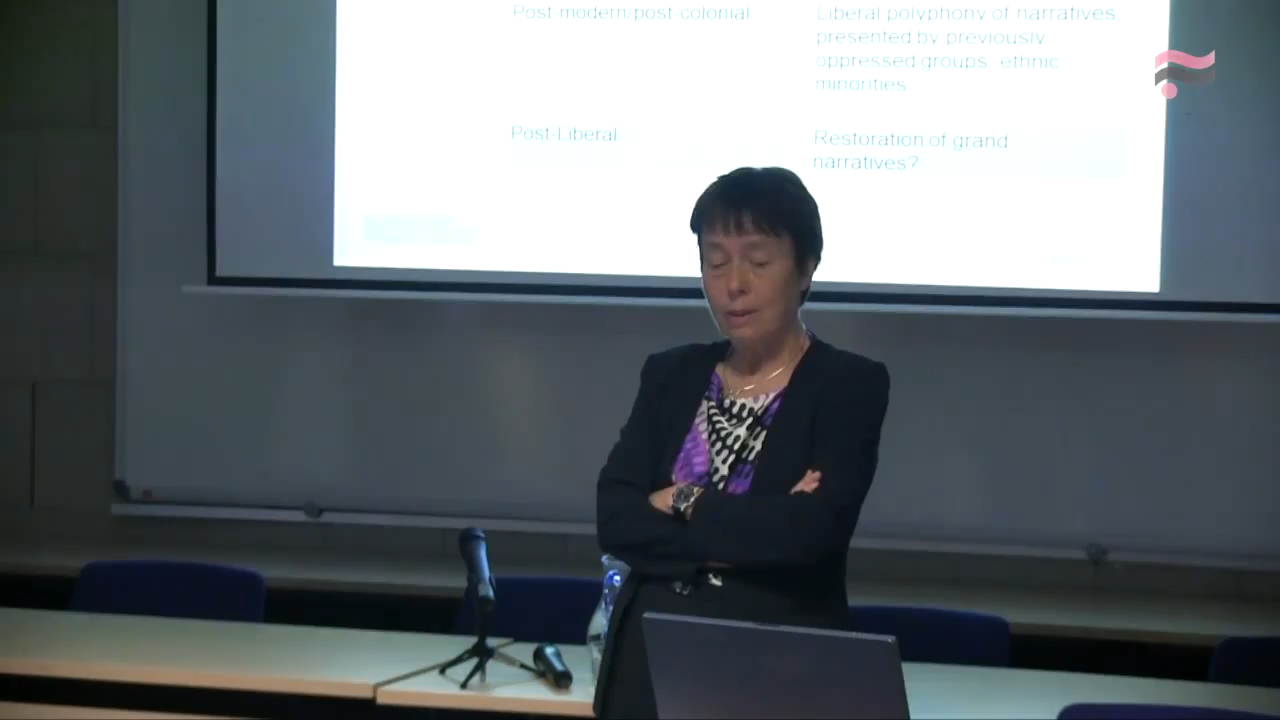 Post-modern/post-colonial
Liberal polyphony of narratives
presented by previously
oppressed groups, ethnic
minorities
Post-Liberal
Restoration of grand
narratives?